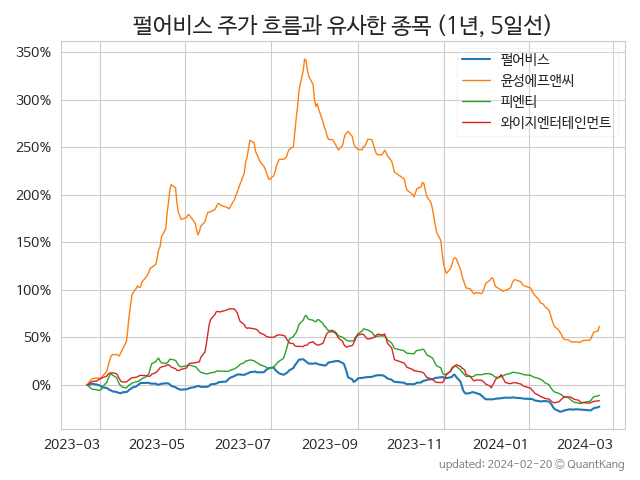 펄어비스 주가 흐름과 유사한 종목 (1년, 5일선)
펄어비스
윤성에프앤씨
피엔티
와이지엔터테인먼트
350%
300%
250%
200%
150%
100%
50%
0%
2023-03 2023-05 2023-07 2023-09 2023-11 2024-01 2024-03
updated: 2024-02-20 © QuantKang